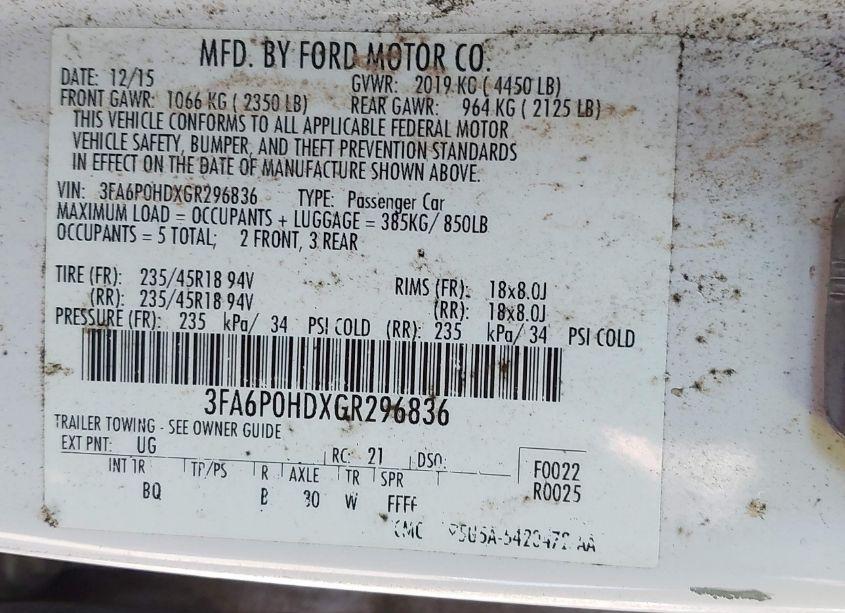 MFD. BY FORD MOTOR CO.
DATE: 12/15 GVWR: 2019 KG ( 4450 LB)
FRONT GAWR: 1066 KG ( 2350 LB) REAR GAWR: 964 KG ( 2125 LB)
THIS VEHICLE CONFORMS TO ALL APPLICABLE FEDERAL MOTOR
VEHICLE SAFETY, BUMPER, AND THEFT PREVENTION STANDARDS
IN EFFECT ON THE DATE OF MANUFACTURE SHOWN ABOVE.
VIN: 3FA6P0HDXGR296836 TYPE: Passenger Car
MAXIMUM LOAD = OCCUPANTS + LUGGAGE = 385KG/ 850LB
OCCUPANTS = 5 TOTAL; 2 FRONT, 3 REAR
TIRE (FR): 235/45R18 94V RIMS (FR): 18x8.0J
(RR): 235/45R18 94V (RR): 18x8.0J
PRESSURE (FR): 235 kPa/ 34 PSI COLD (RR): 235 kPa/ 34 PSI COLD
3FA6P0HDXGR296836
TRAILER TOWING - SEE OWNER GUIDE
EXT PNT: UG RC: 21 DSO: F0022
INT TR TP/PS R AXLE TR SPR R0025
BQ B 30 W FFFF